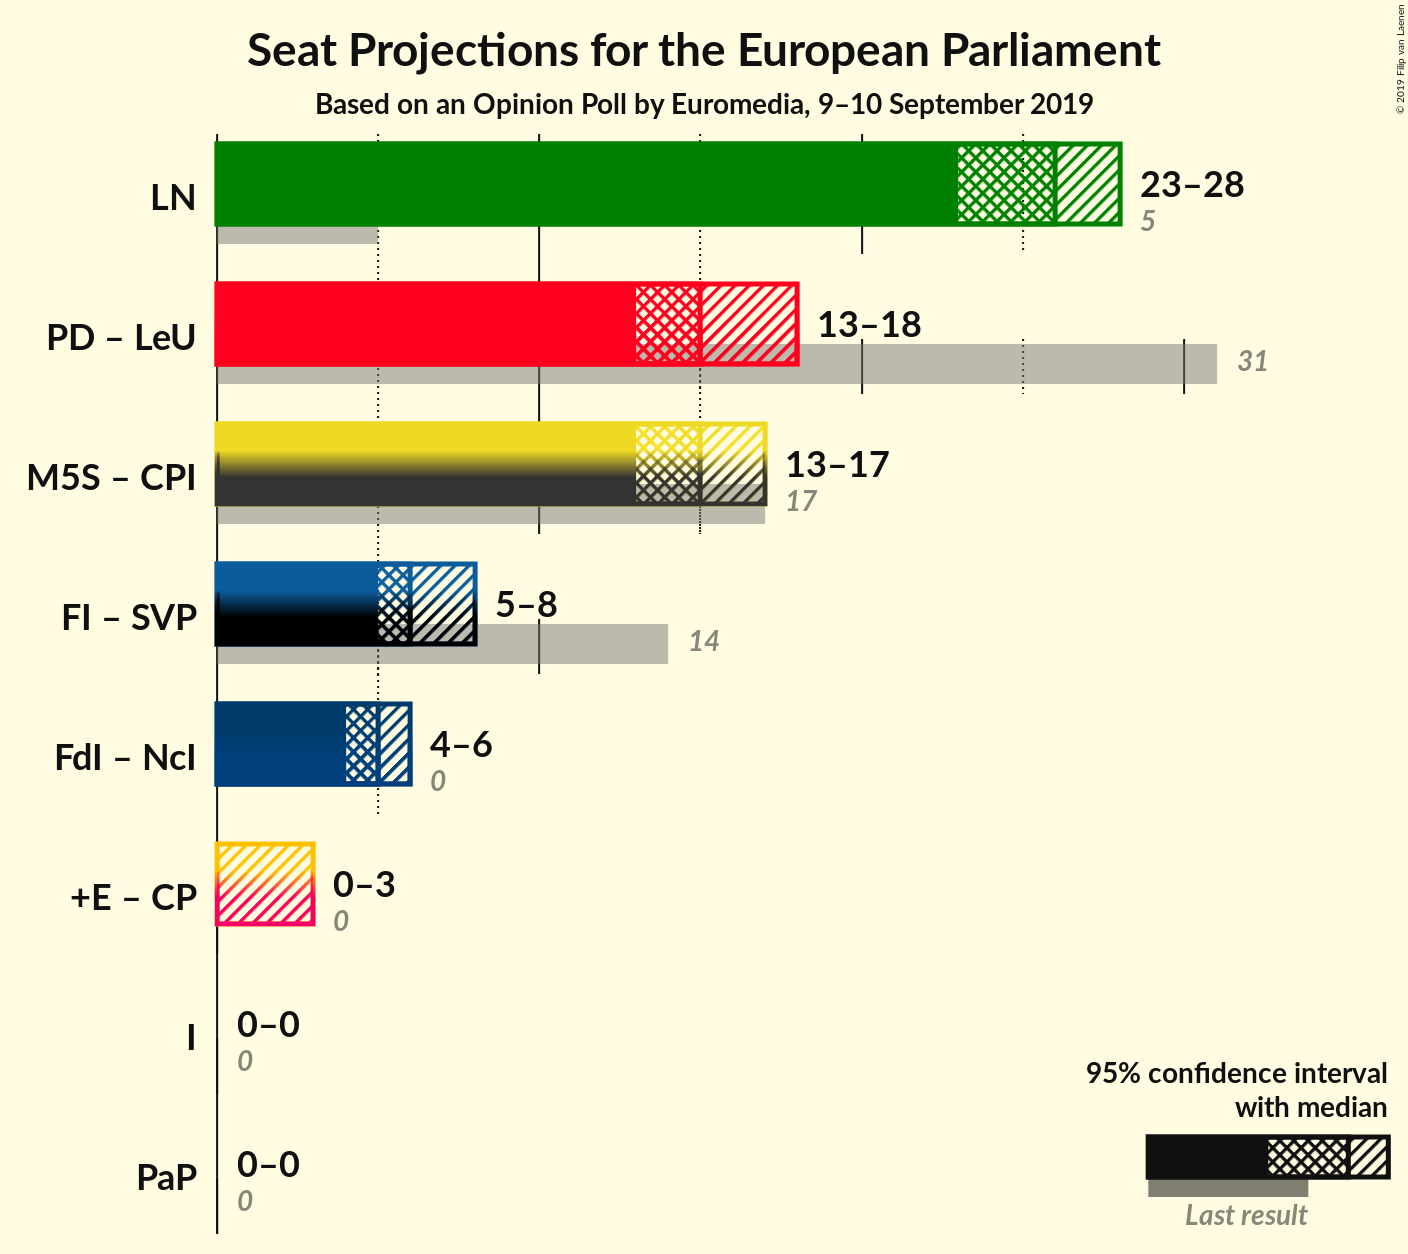 Seat Projections for the European Parliament
Based on an Opinion Poll by Euromedia, 9–10 September 2019
© 2019 Filip van Laenen
LN
23–28
5
PD – LeU
13–18
31
M5S – CPI
13–17
17
FI – SVP
5–8
14
FdI – NcI
4–6
0
+E – CP
0–3
0
I
0–0
0
PaP
0–0
0
95% confidence interval
with median
Last result